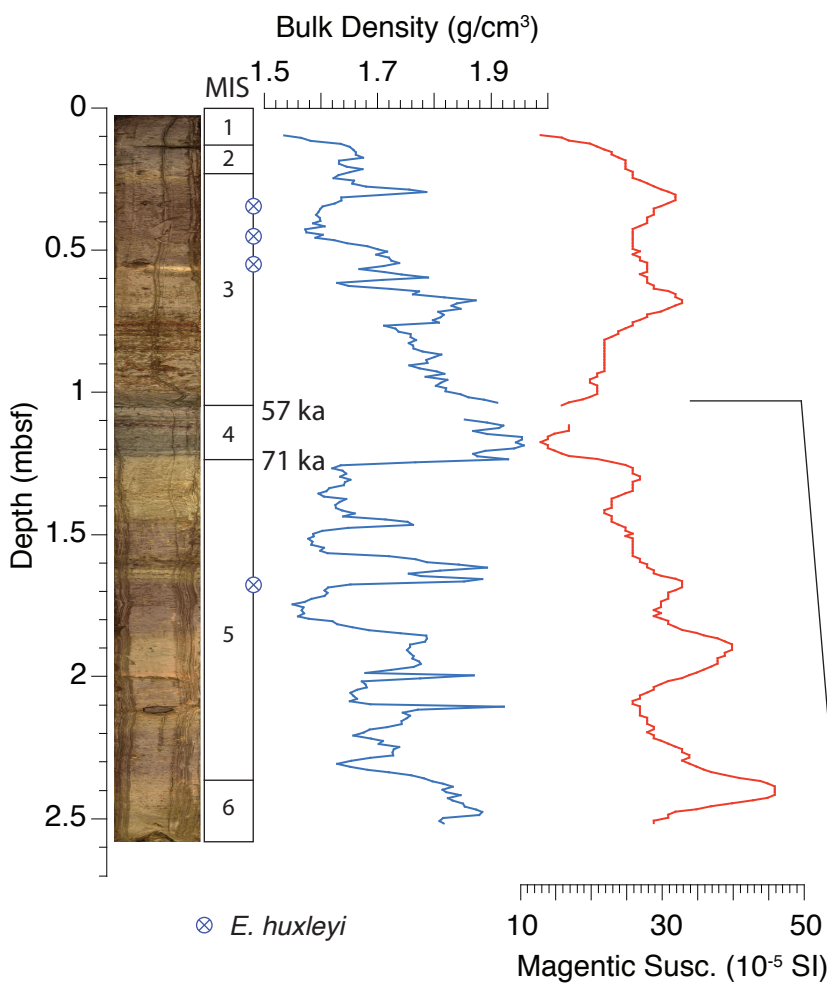 Bulk Density (g/cm³)
1.5 1.7 1.9
MIS
0
1
2
0.5
3
1
57 ka
4
71 ka
1.5
5
2
6
2.5
Depth (mbsf)
E. huxleyi
10 30 50
Magentic Susc. (10⁻⁵ SI)